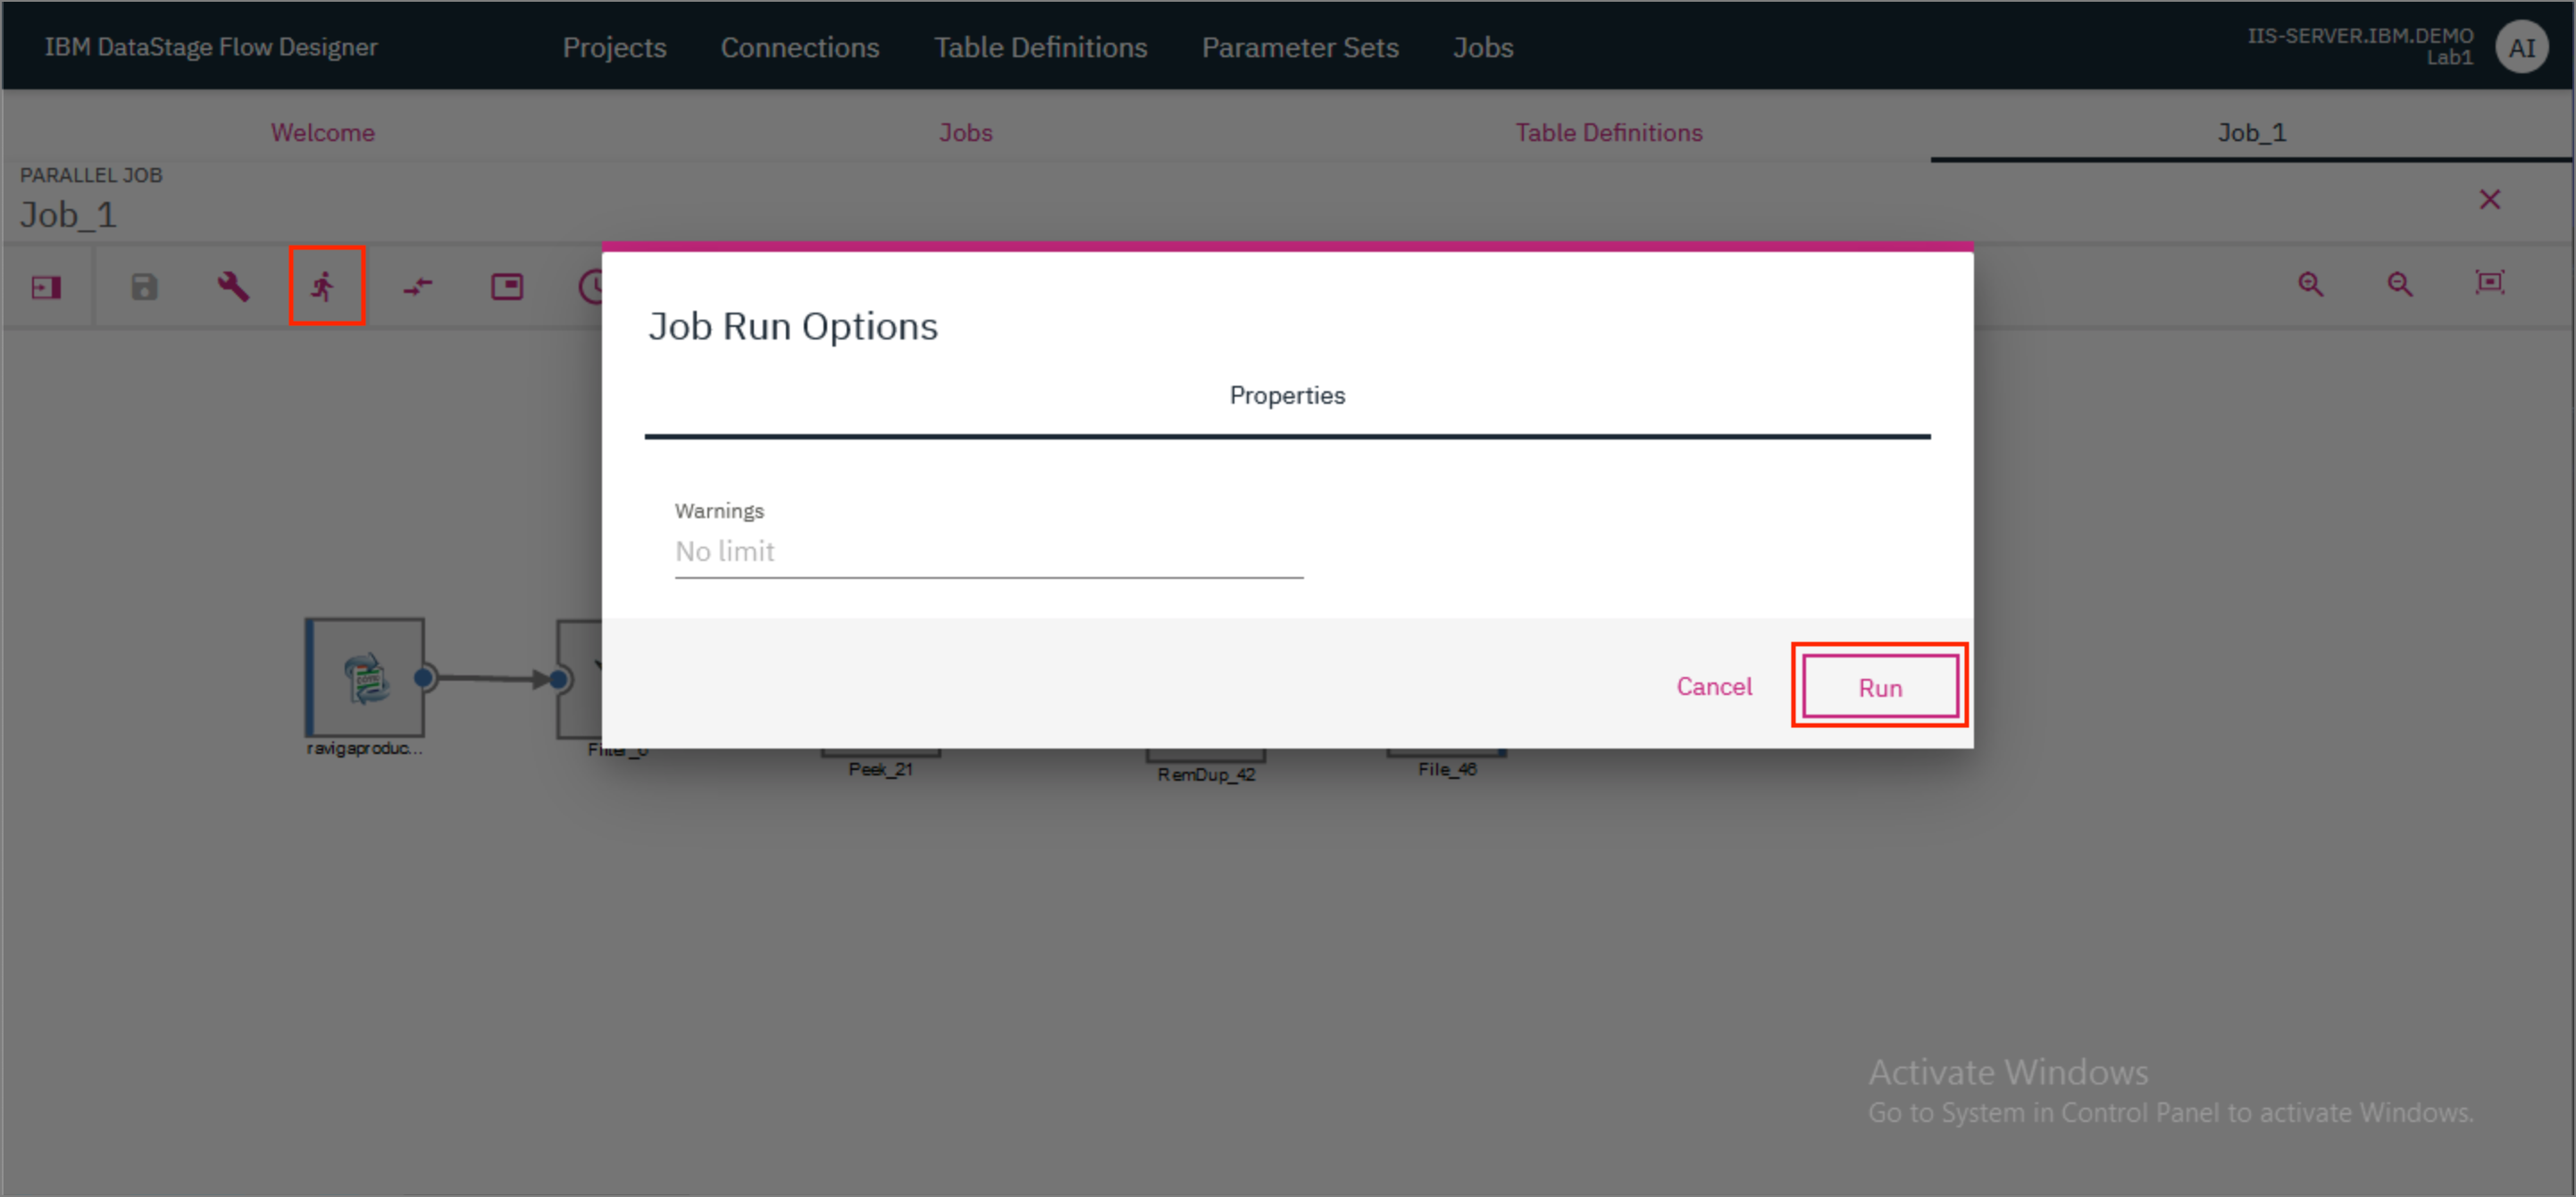 IBM DataStage Flow Designer
Projects
Connections
Table Definitions
Parameter Sets
Jobs
IIS-SERVER.IBM.DEMO
Lab1
AI
Welcome
Jobs
Table Definitions
Job_1
PARALLEL JOB
Job_1
Job Run Options
Properties
Warnings
No limit
Cancel
Run
ravigaproduc...
Peek_21
RemDup_42
File_46
Activate Windows
Go to System in Control Panel to activate Windows.